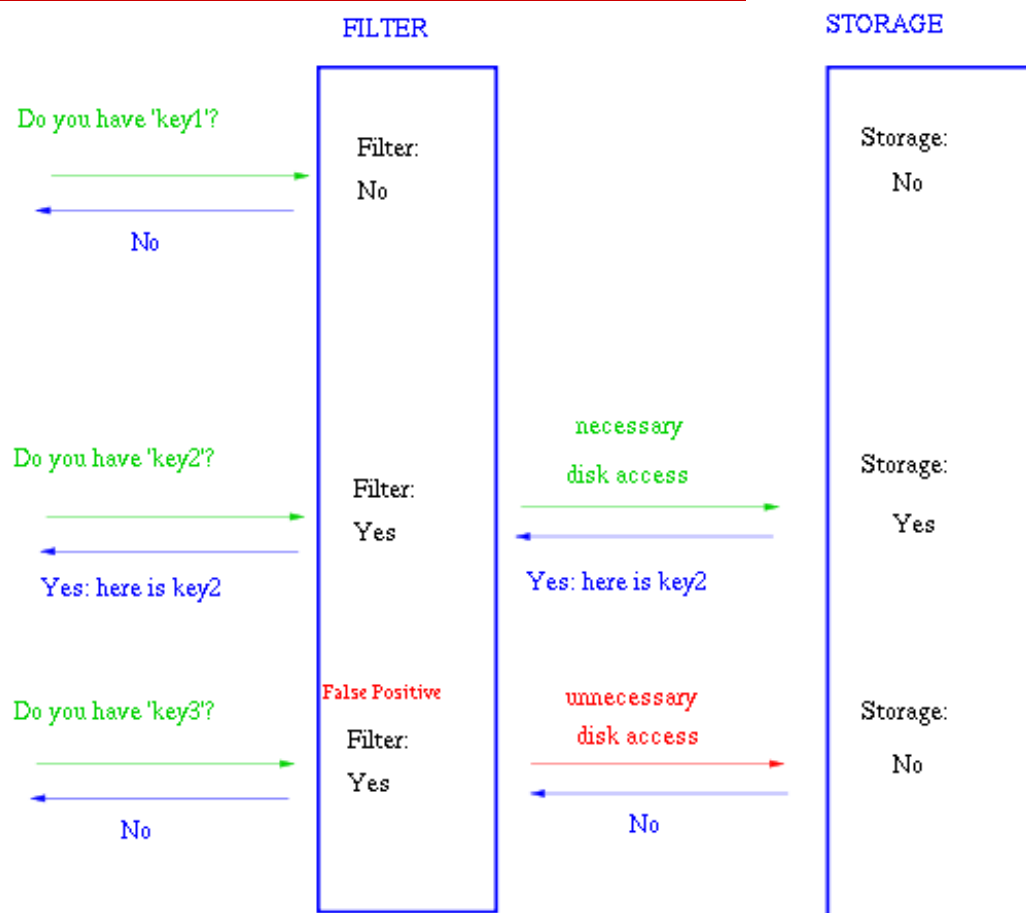 FILTER
STORAGE
Do you have 'key1'?
Filter:
No
Storage:
No
No
necessary
disk access
Do you have 'key2'?
Filter:
Yes
Storage:
Yes
Yes: here is key2
Yes: here is key2
False Positive
unnecessary
disk access
Do you have 'key3'?
Filter:
Yes
Storage:
No
No
No